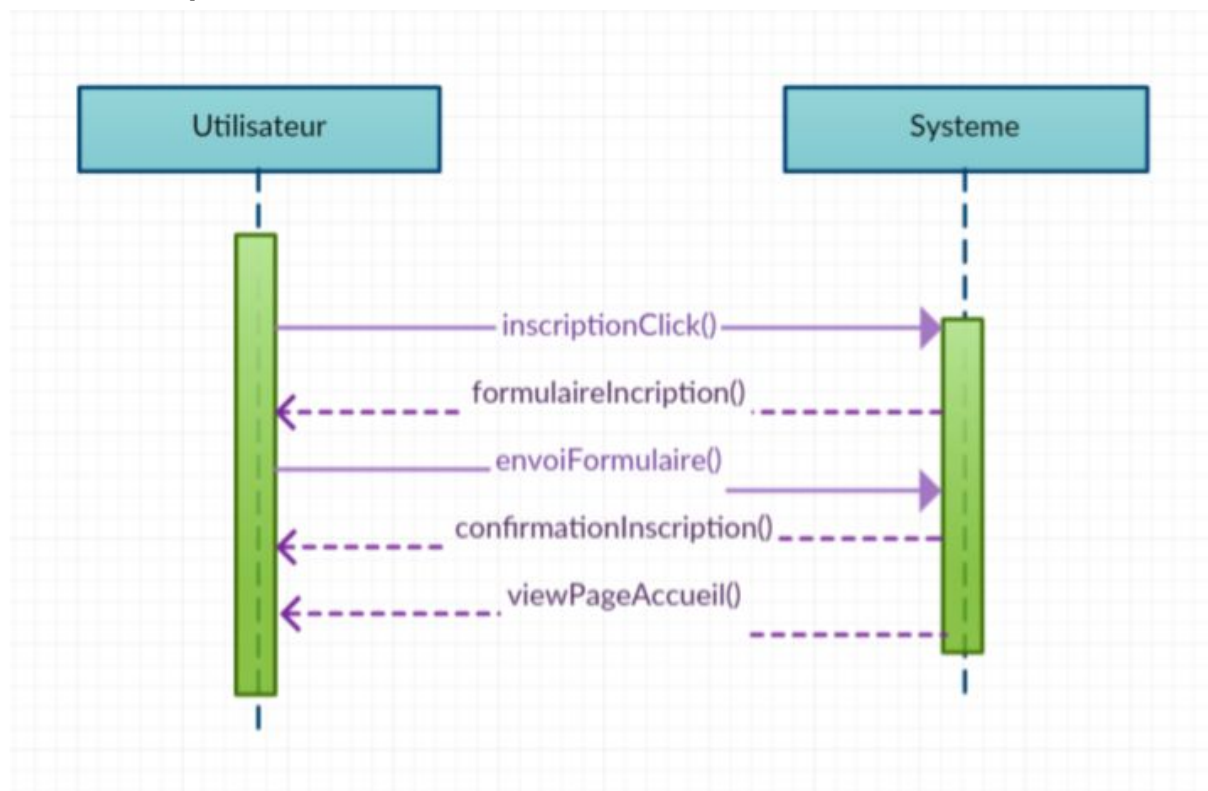 Utilisateur
Systeme
inscriptionClick()
formulaireIncription()
envoiFormulaire()
confirmationInscription()
viewPageAccueil()